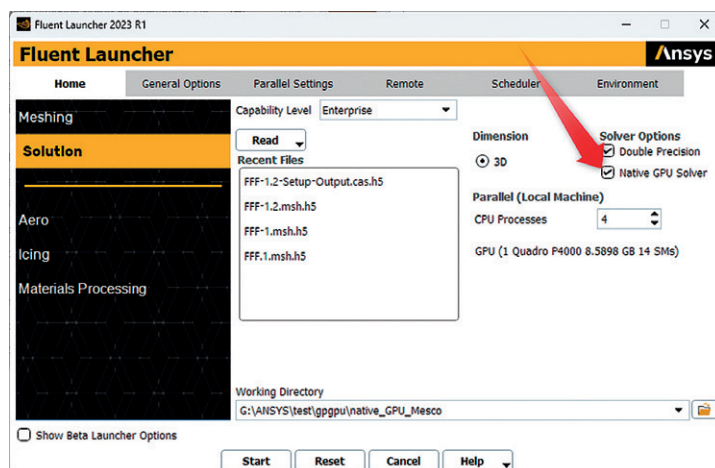 Fluent Launcher 2023 R1
Fluent Launcher
Ansys
Home General Options Parallel Settings Remote Scheduler Environment
Meshing
Solution
Aero
Icing
Materials Processing
Capability Level Enterprise
Read
Recent Files
FFF-1.2-Setup-Output.cas.h5
FFF-1.2.msh.h5
FFF-1.msh.h5
FFF.1.msh.h5
Dimension
3D
Solver Options
Double Precision
Native GPU Solver
Parallel (Local Machine)
CPU Processes 4
GPU (1 Quadro P4000 8.5898 GB 14 SMs)
Working Directory
G:\ANSYS\test\gpgpu\native_GPU_Mesco
Show Beta Launcher Options
Start Reset Cancel Help